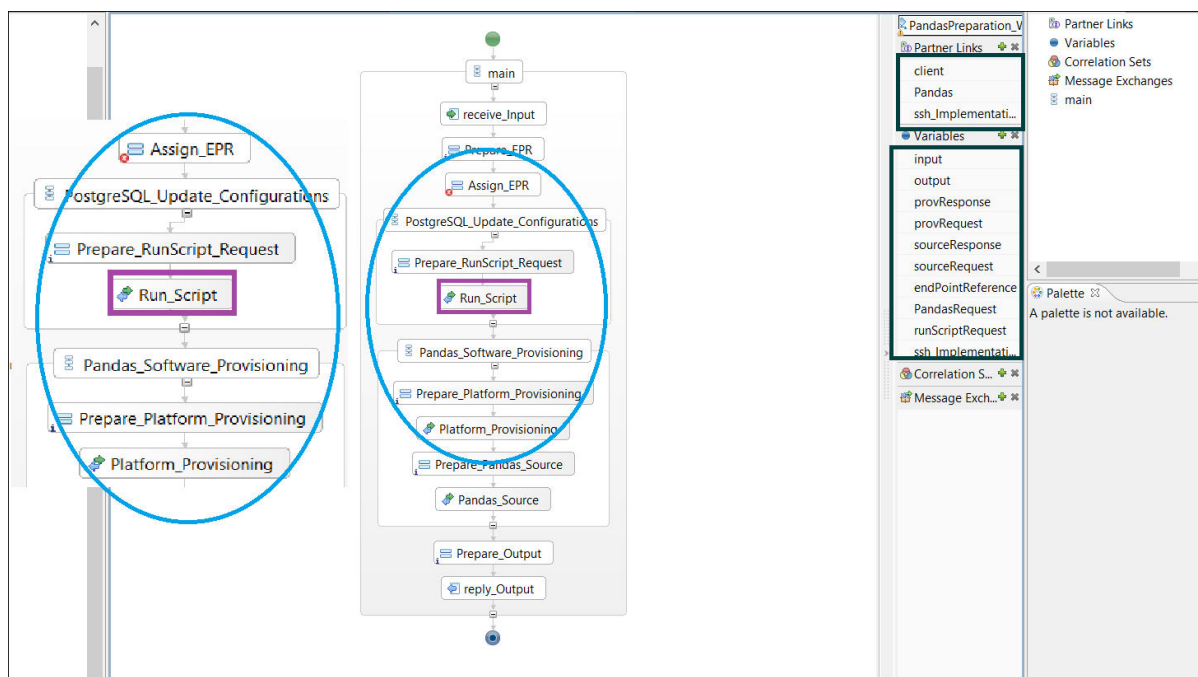 Assign_EPR
PostgreSQL_Update_Configurations
Prepare_RunScript_Request
Run_Script
Pandas_Software_Provisioning
Prepare_Platform_Provisioning
Platform_Provisioning
main
receive_Input
Prepare_EPR
Assign_EPR
PostgreSQL_Update_Configurations
Prepare_RunScript_Request
Run_Script
Pandas_Software_Provisioning
Prepare_Platform_Provisioning
Platform_Provisioning
Prepare_Pandas_Source
Pandas_Source
Prepare_Output
reply_Output
PandasPreparation_W
Partner Links
client
Pandas
ssh_Implementati...
Variables
input
output
provResponse
provRequest
sourceResponse
sourceRequest
endPointReference
PandasRequest
runScriptRequest
ssh_Implementati...
Correlation S...
Message Exch...
Partner Links
Variables
Correlation Sets
Message Exchanges
main
Palette
A palette is not available.